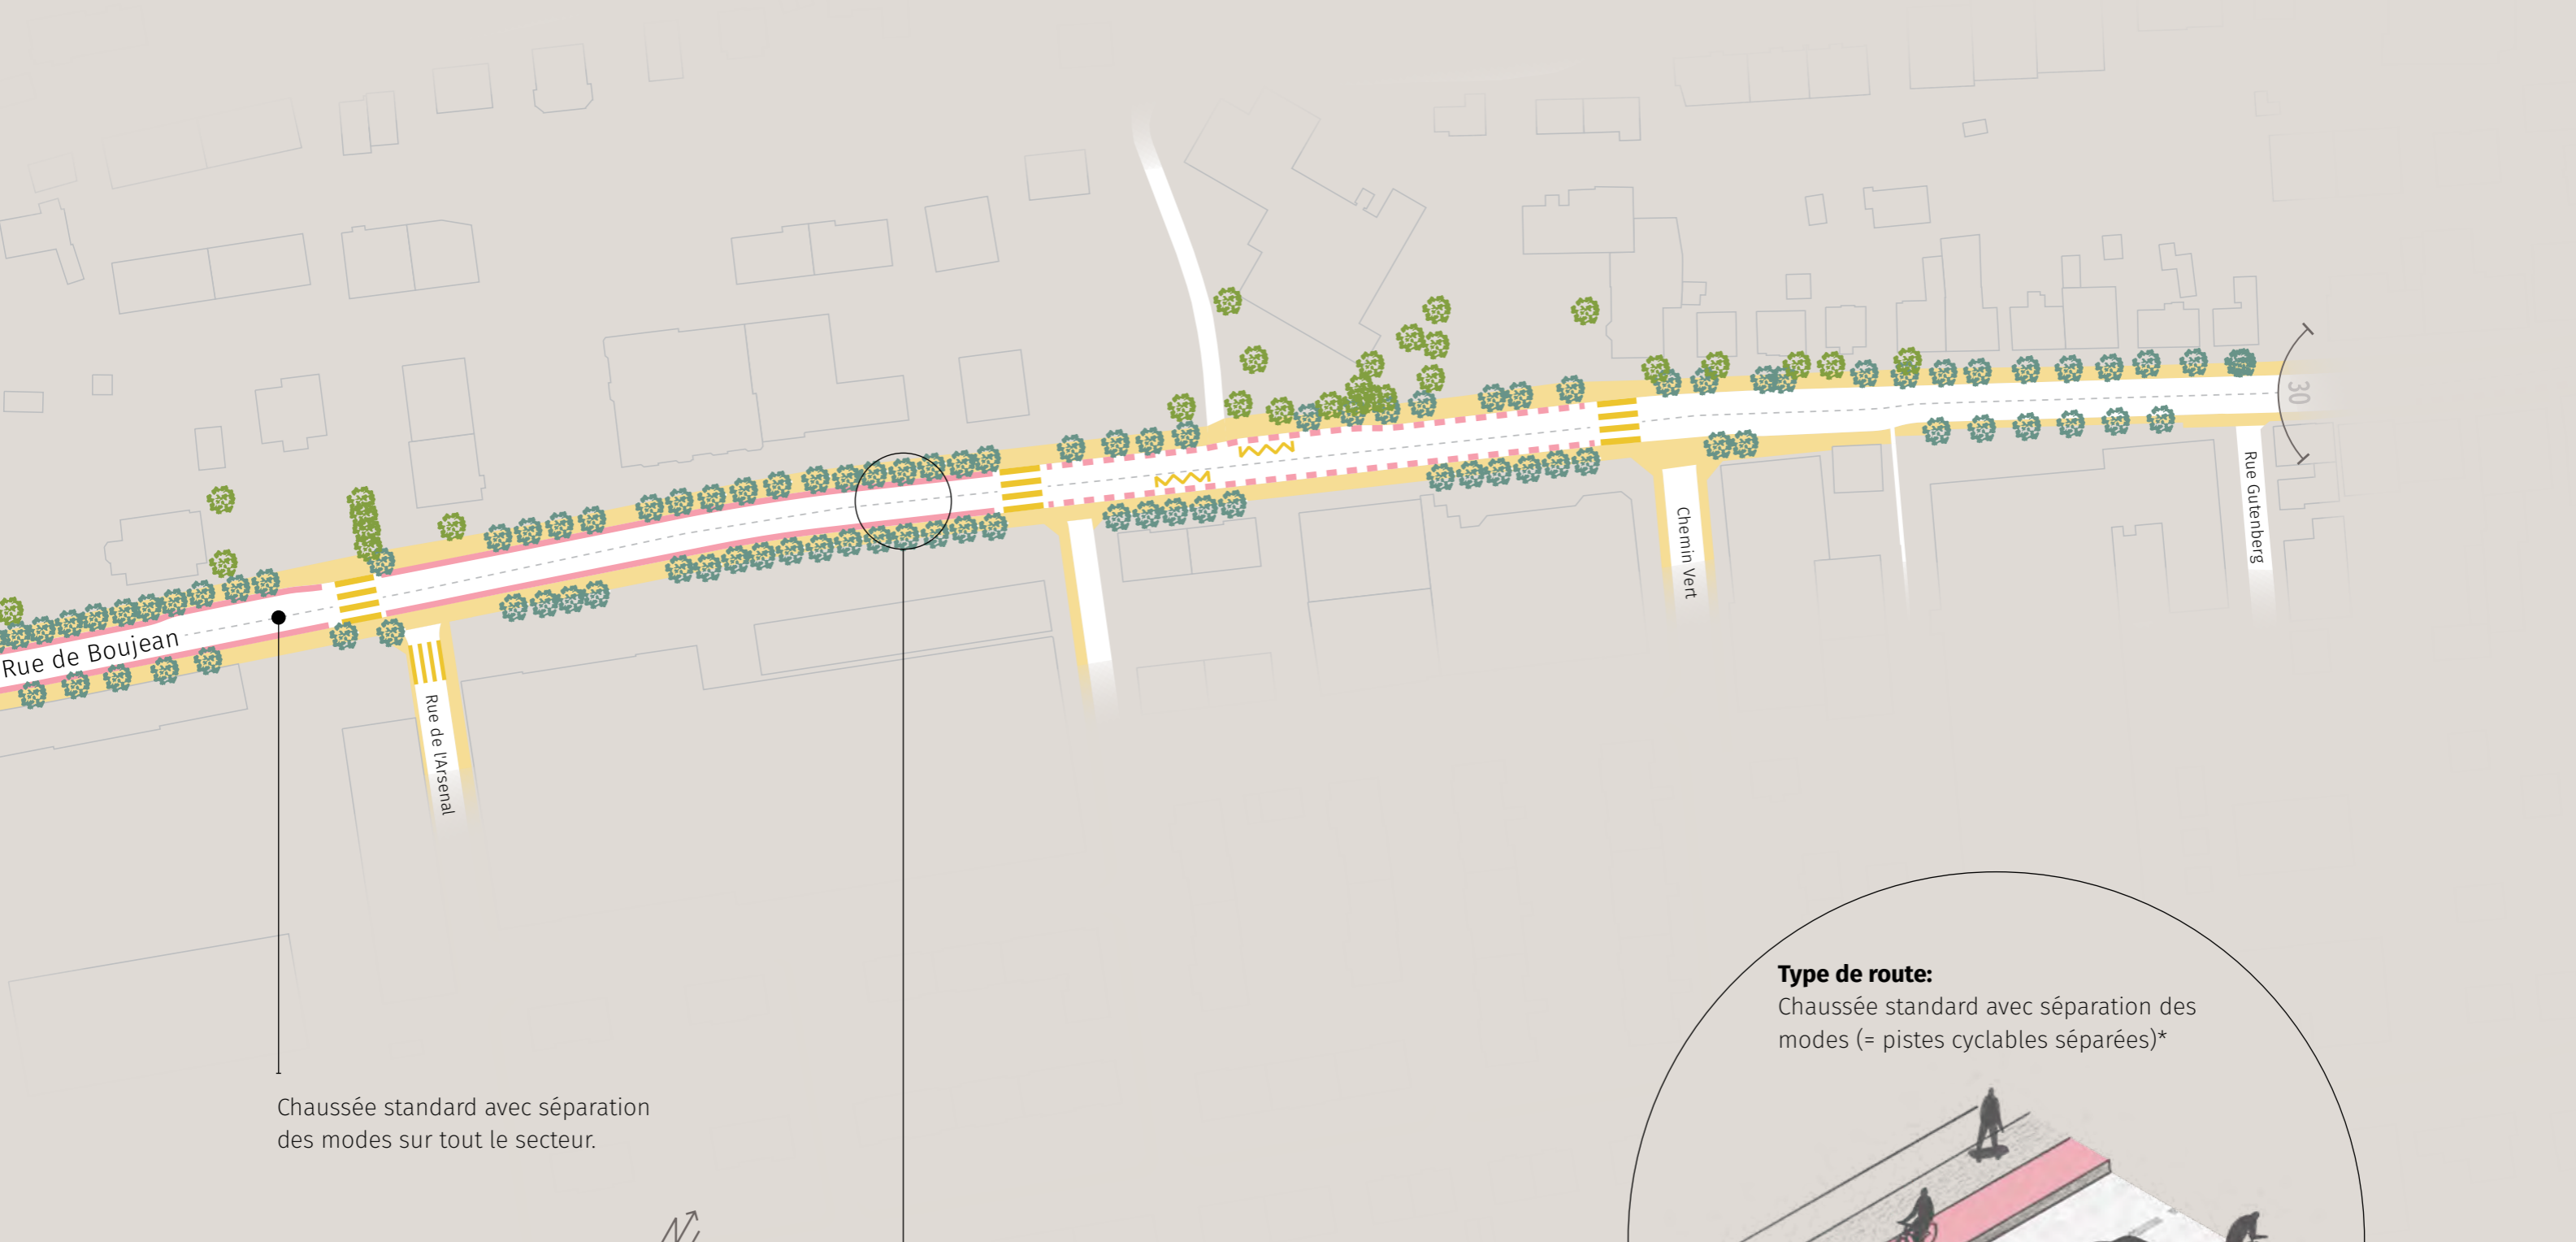 30
Rue de Boujean
Rue de l'Arsenal
Chemin Vert
Rue Gutenberg
Chaussée standard avec séparation
des modes sur tout le secteur.
N
Type de route:
Chaussée standard avec séparation des
modes (= pistes cyclables séparées)*